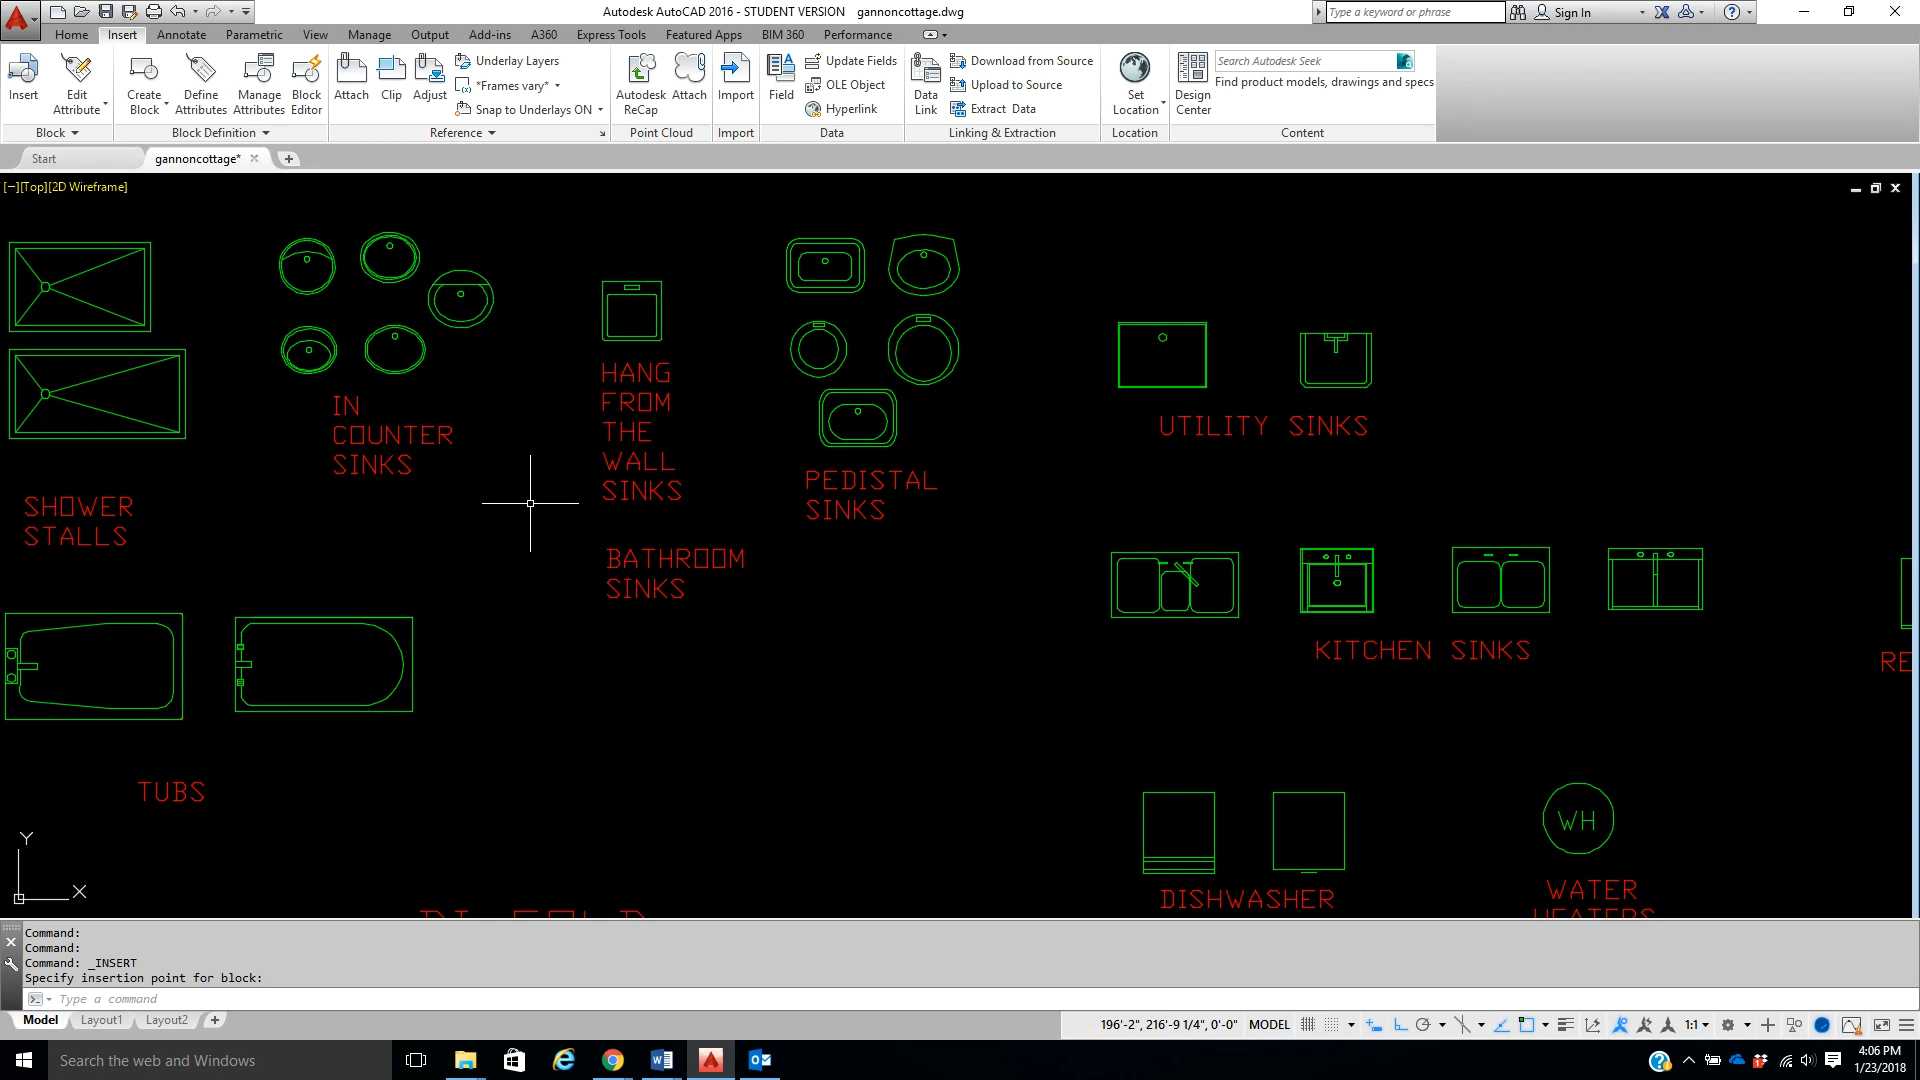 Autodesk AutoCAD 2016 - STUDENT VERSION gannoncottage.dwg
Type a keyword or phrase
Sign In
Home Insert Annotate Parametric View Manage Output Add-ins A360 Express Tools Featured Apps BIM 360 Performance
Insert
Edit Attribute
Create Block
Define Attributes
Manage Attributes
Block Editor
Attach
Clip
Adjust
Underlay Layers
*Frames vary*
Snap to Underlays ON
Autodesk ReCap
Attach
Import
Field
Update Fields
OLE Object
Hyperlink
Data Link
Download from Source
Upload to Source
Extract Data
Set Location
Design Center
Search Autodesk Seek
Find product models, drawings and specs
Block Block Definition Reference Point Cloud Import Data Linking & Extraction Location Content
Start gannoncottage*
[−][Top][2D Wireframe]
SHOWER
STALLS
IN
COUNTER
SINKS
HANG
FROM
THE
WALL
SINKS
PEDISTAL
SINKS
BATHROOM
SINKS
UTILITY SINKS
KITCHEN SINKS
RE
TUBS
DISHWASHER
WH
WATER
HEATERS
Y
X
Command:
Command:
Command: _INSERT
Specify insertion point for block:
Type a command
Model Layout1 Layout2
196'-2", 216'-9 1/4", 0'-0" MODEL 1:1
Search the web and Windows
4:06 PM
1/23/2018